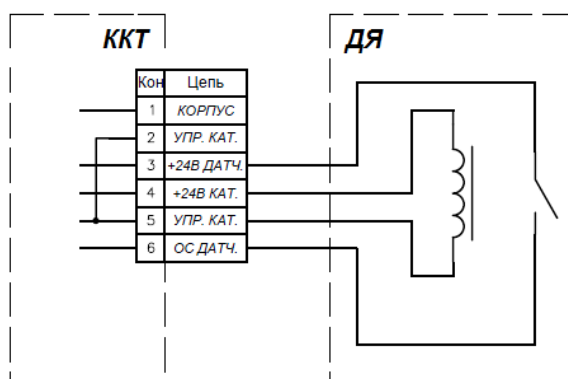 ККТ ДЯ
Кон Цепь
1 КОРПУС
2 УПР. КАТ.
3 +24В ДАТЧ.
4 +24В КАТ.
5 УПР. КАТ.
6 ОС ДАТЧ.